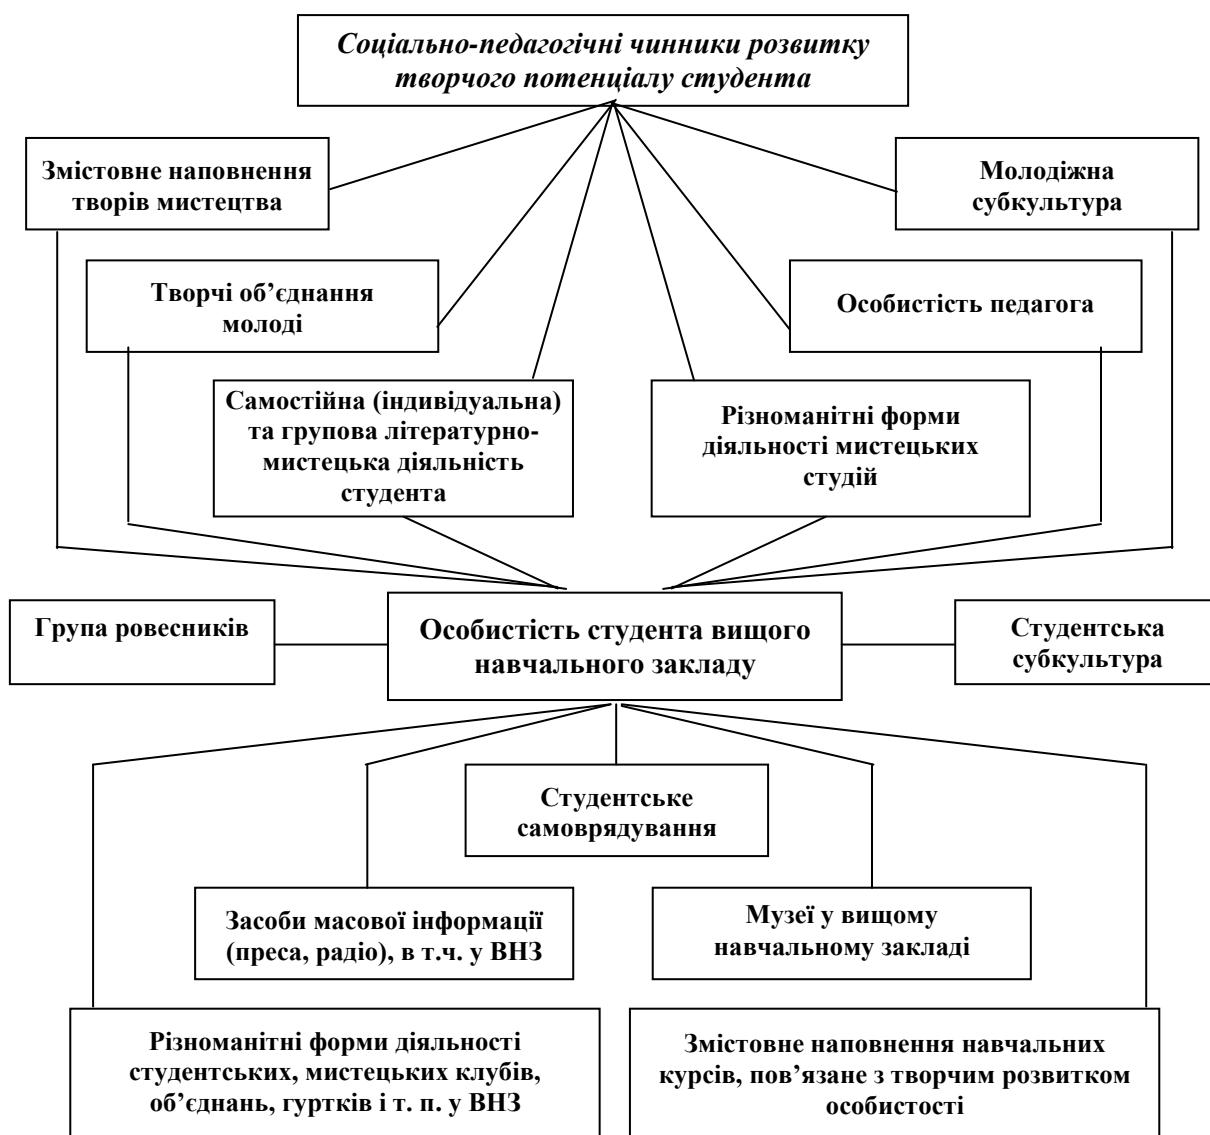 Соціально-педагогічні чинники розвитку
творчого потенціалу студента
Змістовне наповнення
творів мистецтва
Молодіжна
субкультура
Творчі об’єднання
молоді
Особистість педагога
Самостійна (індивідуальна)
та групова літературно-
мистецька діяльність
студента
Різноманітні форми
діяльності мистецьких
студій
Група ровесників
Особистість студента вищого
навчального закладу
Студентська
субкультура
Студентське
самоврядування
Засоби масової інформації
(преса, радіо), в т.ч. у ВНЗ
Музеї у вищому
навчальному закладі
Різноманітні форми діяльності
студентських, мистецьких клубів,
об’єднань, гуртків і т. п. у ВНЗ
Змістовне наповнення навчальних
курсів, пов’язане з творчим розвитком
особистості